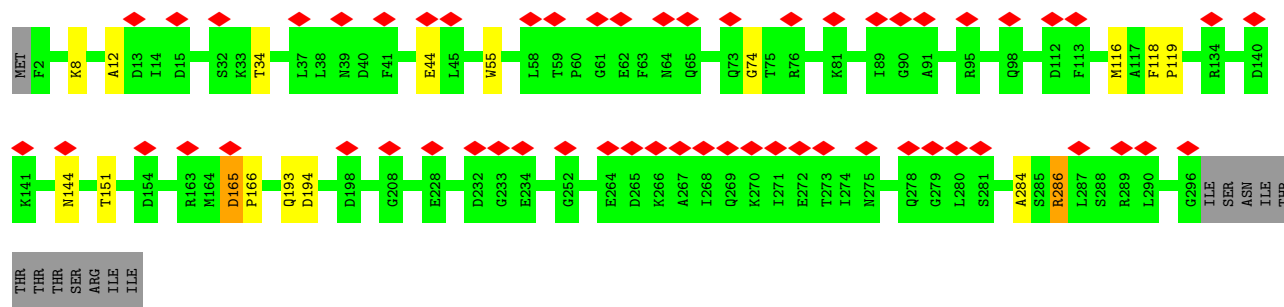 MET F2 K8 A12 D13 I14 D15 S32 K33 T34 L37 L38 N39 D40 F41 E44 L45 W55 L58 T59 P60 G61 E62 F63 N64 Q65 Q73 G74 T75 R76 K81 I89 G90 A91 R95 Q98 D112 F113 M116 A117 F118 P119 R134 D140
K141 N144 T151 D154 R163 M164 D165 P166 Q193 D194 D198 G208 E228 D232 G233 E234 G252 E264 D265 K266 A267 I268 Q269 K270 I271 E272 T273 I274 N275 Q278 G279 L280 S281 A284 S285 R286 L287 S288 R289 L290 G296 ILE SER ASN ILE THR
THR THR THR SER ARG ILE ILE